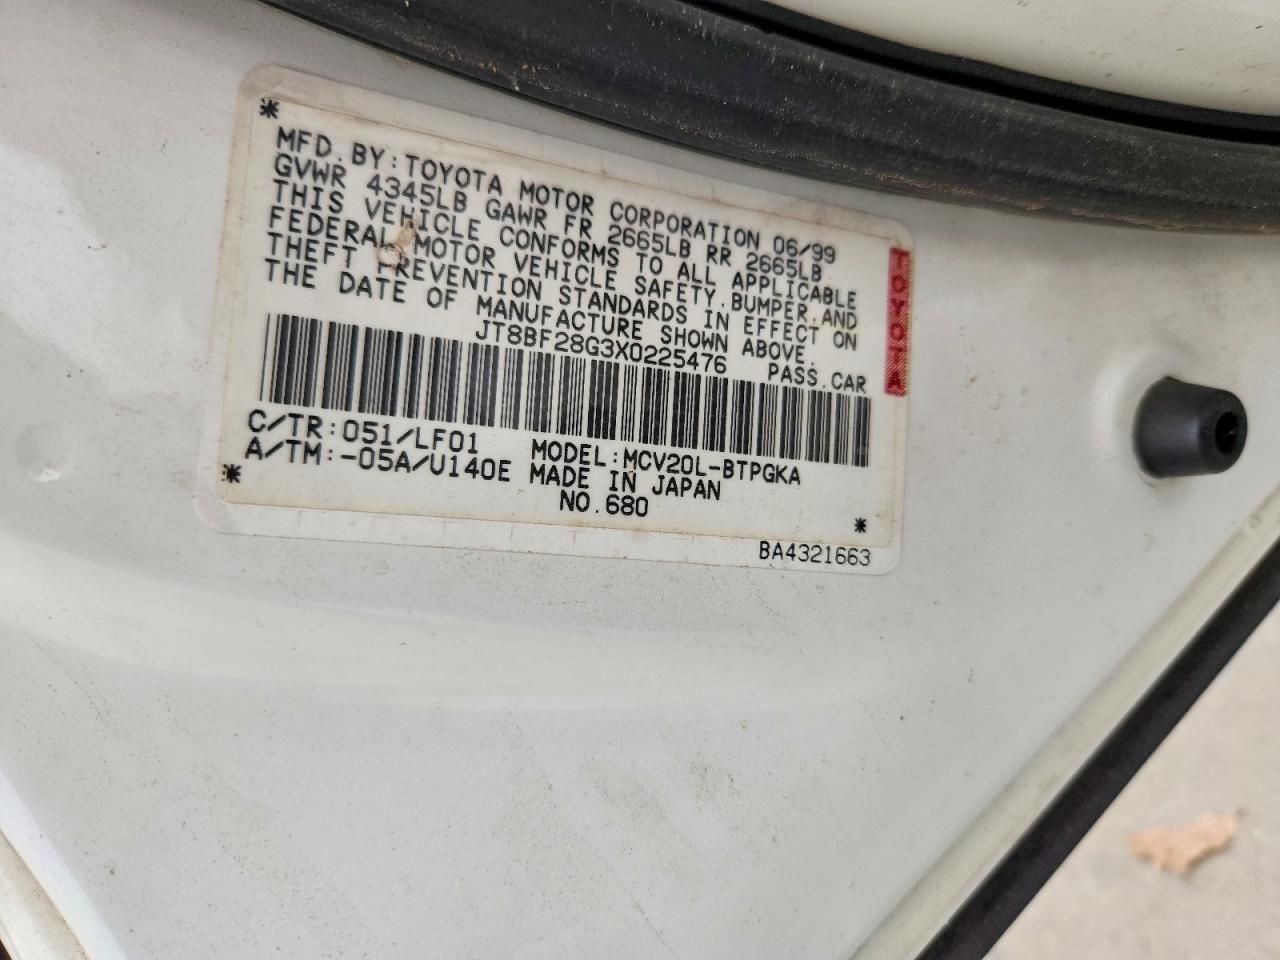 *
MFD. BY: TOYOTA MOTOR CORPORATION 06/99
GVWR 4345LB GAWR FR 2665LB RR 2665LB
THIS VEHICLE CONFORMS TO ALL APPLICABLE
FEDERAL MOTOR VEHICLE SAFETY, BUMPER, AND
THEFT PREVENTION STANDARDS IN EFFECT ON
THE DATE OF MANUFACTURE SHOWN ABOVE.
JT8BF28G3X0225476 PASS. CAR
TOYOTA
C/TR: 051/LF01 MODEL: MCV20L-BTPGKA
A/TM: -05A/U140E MADE IN JAPAN
* NO. 680 *
BA4321663